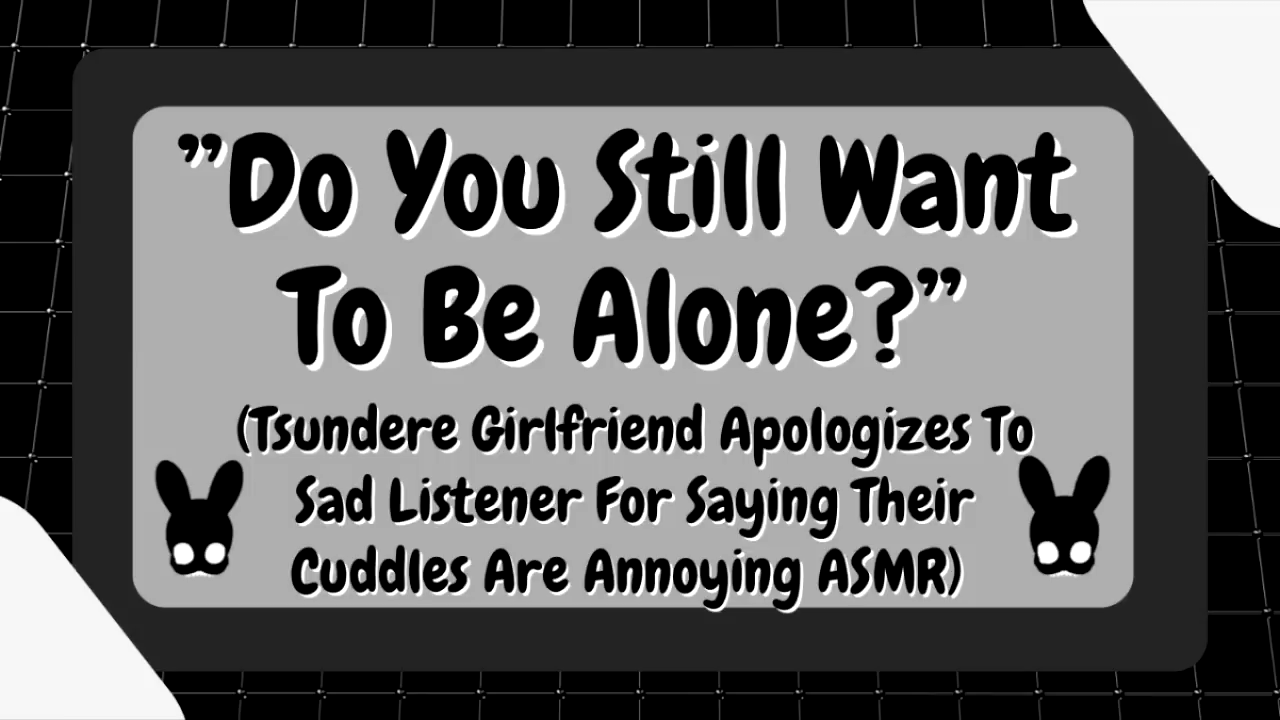 ”Do You Still Want
To Be Alone?”
(Tsundere Girlfriend Apologizes To
Sad Listener For Saying Their
Cuddles Are Annoying ASMR)